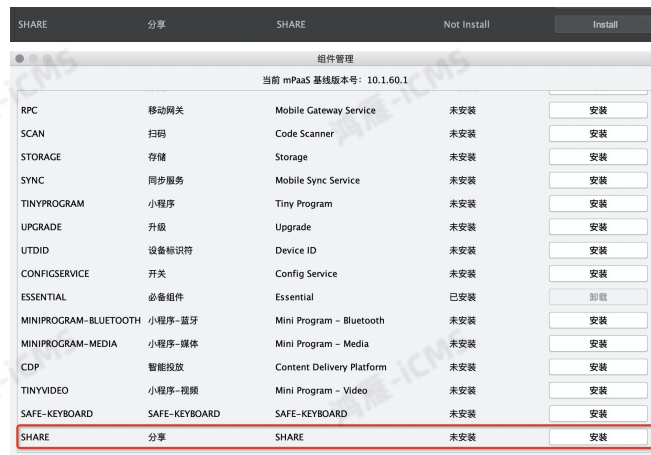 SHARE 分享 SHARE Not Install Install
组件管理
当前 mPaaS 基线版本号：10.1.60.1
RPC 移动网关 Mobile Gateway Service 未安装 安装
SCAN 扫码 Code Scanner 未安装 安装
STORAGE 存储 Storage 未安装 安装
SYNC 同步服务 Mobile Sync Service 未安装 安装
TINYPROGRAM 小程序 Tiny Program 未安装 安装
UPGRADE 升级 Upgrade 未安装 安装
UTDID 设备标识符 Device ID 未安装 安装
CONFIGSERVICE 开关 Config Service 未安装 安装
ESSENTIAL 必备组件 Essential 已安装 卸载
MINIPROGRAM-BLUETOOTH 小程序-蓝牙 Mini Program – Bluetooth 未安装 安装
MINIPROGRAM-MEDIA 小程序-媒体 Mini Program – Media 未安装 安装
CDP 智能投放 Content Delivery Platform 未安装 安装
TINYVIDEO 小程序-视频 Mini Program – Video 未安装 安装
SAFE-KEYBOARD SAFE-KEYBOARD SAFE-KEYBOARD 未安装 安装
SHARE 分享 SHARE 未安装 安装
鸿雁-iCMS
鸿雁-iCMS